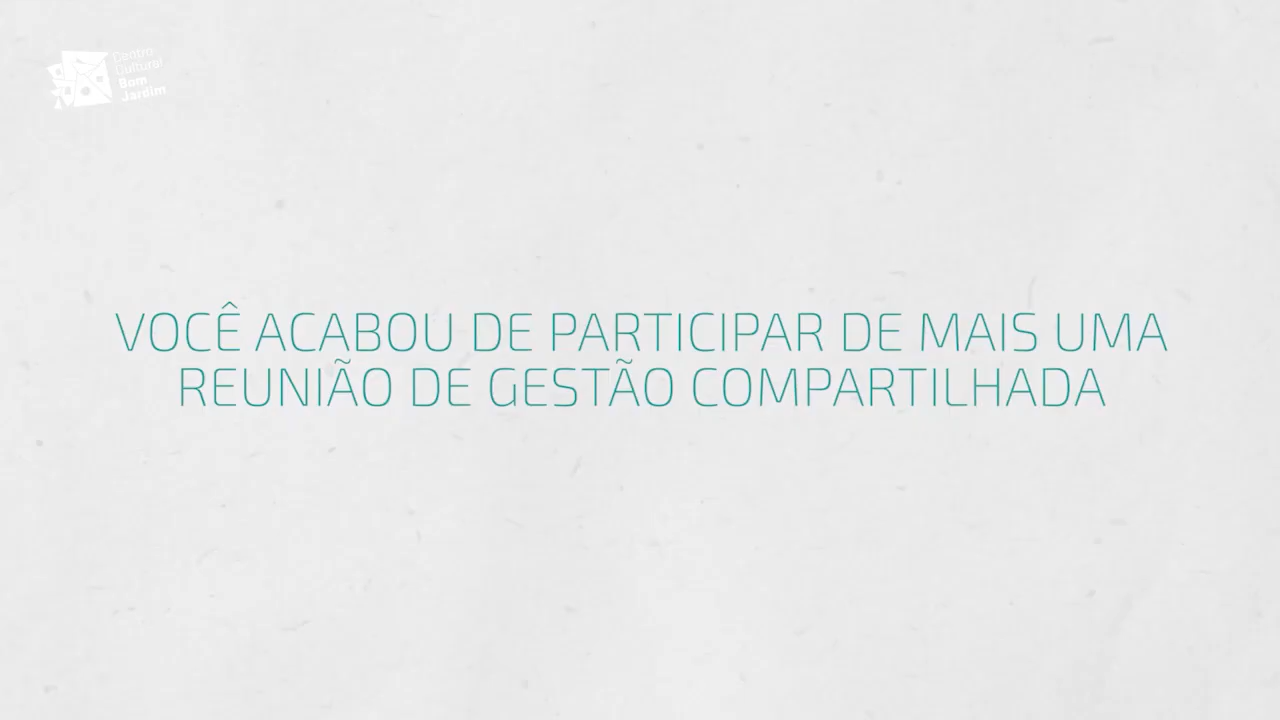 Centro
Cultural
Bom
Jardim
VOCÊ ACABOU DE PARTICIPAR DE MAIS UMA
REUNIÃO DE GESTÃO COMPARTILHADA